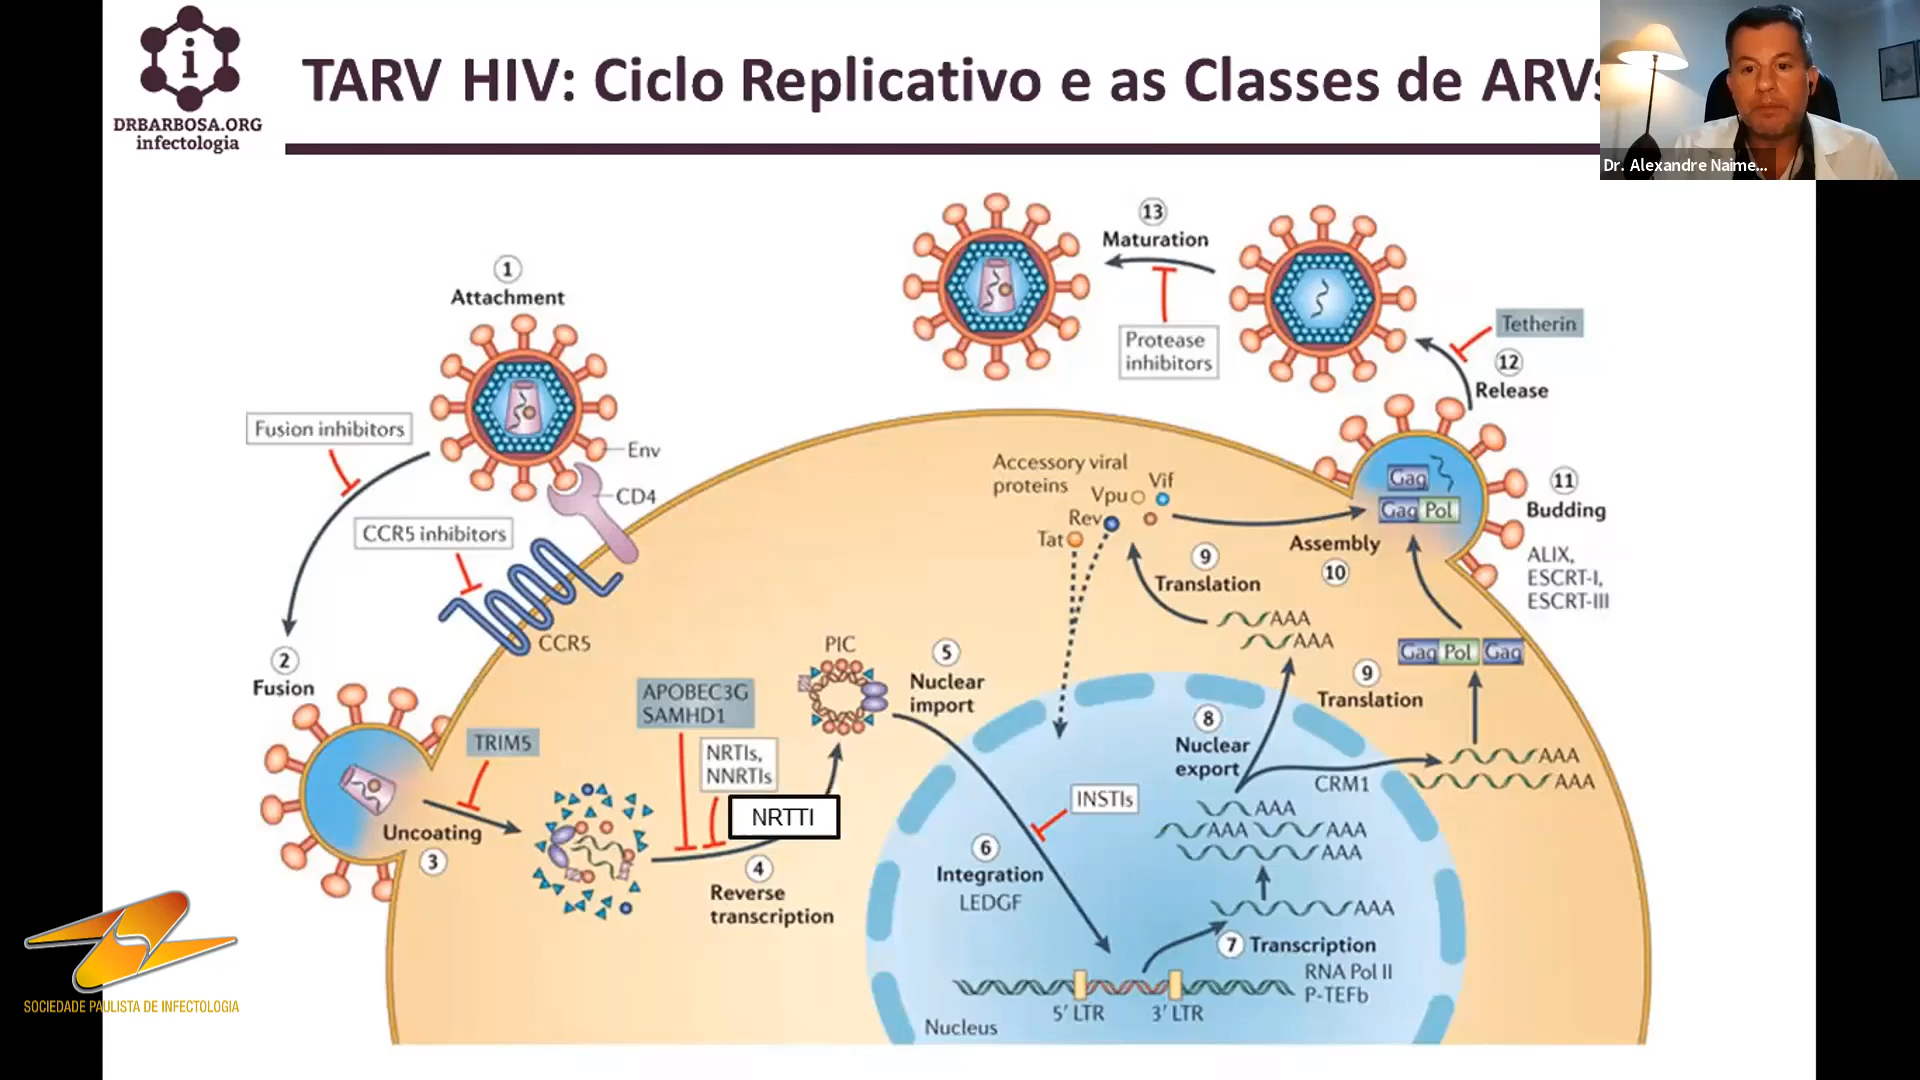 DRBARBOSA.ORG
infectologia
TARV HIV: Ciclo Replicativo e as Classes de ARVs
Dr. Alexandre Naime...
1
Attachment
Fusion inhibitors
Env
CD4
CCR5 inhibitors
CCR5
2
Fusion
TRIM5
Uncoating
3
APOBEC3G
SAMHD1
NRTIs,
NNRTIs
NRTTI
4
Reverse
transcription
PIC
5
Nuclear
import
INSTIs
6
Integration
LEDGF
5' LTR
3' LTR
Nucleus
7 Transcription
RNA Pol II
P-TEFb
AAA
AAA
AAA AAA
AAA
8
Nuclear
export
CRM1
AAA
AAA
9
Translation
AAA
AAA
9
Translation
Accessory viral
proteins
Vpu
Vif
Rev
Tat
Gag Pol Gag
Assembly
10
Gag
Gag Pol
11
Budding
ALIX,
ESCRT-I,
ESCRT-III
Tetherin
12
Release
13
Maturation
Protease
inhibitors
SOCIEDADE PAULISTA DE INFECTOLOGIA